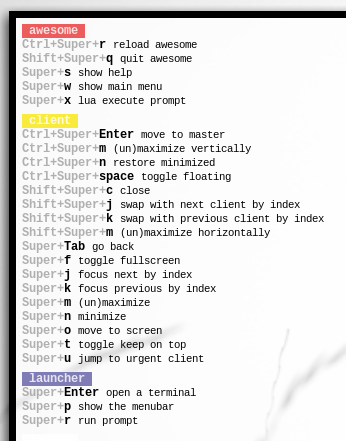 awesome
Ctrl+Super+r reload awesome
Shift+Super+q quit awesome
Super+s show help
Super+w show main menu
Super+x lua execute prompt
client
Ctrl+Super+Enter move to master
Ctrl+Super+m (un)maximize vertically
Ctrl+Super+n restore minimized
Ctrl+Super+space toggle floating
Shift+Super+c close
Shift+Super+j swap with next client by index
Shift+Super+k swap with previous client by index
Shift+Super+m (un)maximize horizontally
Super+Tab go back
Super+f toggle fullscreen
Super+j focus next by index
Super+k focus previous by index
Super+m (un)maximize
Super+n minimize
Super+o move to screen
Super+t toggle keep on top
Super+u jump to urgent client
launcher
Super+Enter open a terminal
Super+p show the menubar
Super+r run prompt